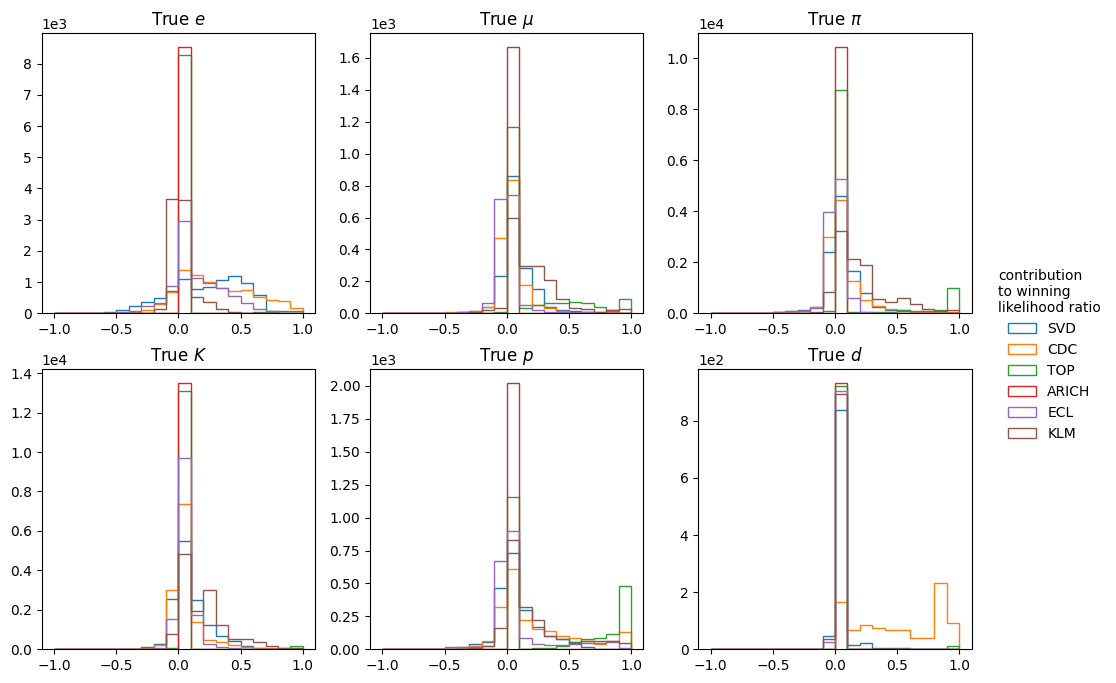 True e
1e3
8
7
6
5
4
3
2
1
0
−1.0 −0.5 0.0 0.5 1.0
True μ
1e3
1.6
1.4
1.2
1.0
0.8
0.6
0.4
0.2
0.0
−1.0 −0.5 0.0 0.5 1.0
True π
1e4
1.0
0.8
0.6
0.4
0.2
0.0
−1.0 −0.5 0.0 0.5 1.0
True K
1e4
1.4
1.2
1.0
0.8
0.6
0.4
0.2
0.0
−1.0 −0.5 0.0 0.5 1.0
True p
1e3
2.00
1.75
1.50
1.25
1.00
0.75
0.50
0.25
0.00
−1.0 −0.5 0.0 0.5 1.0
True d
1e2
8
6
4
2
0
−1.0 −0.5 0.0 0.5 1.0
contribution
to winning
likelihood ratio
SVD
CDC
TOP
ARICH
ECL
KLM